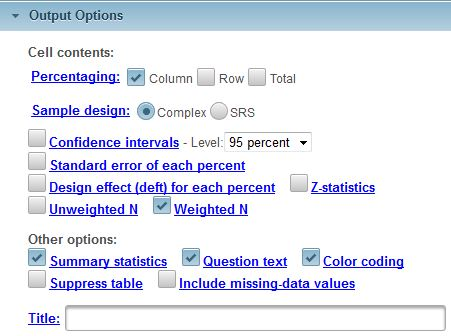 Output Options
Cell contents:
Percentaging: Column Row Total
Sample design: Complex SRS
Confidence intervals - Level: 95 percent
Standard error of each percent
Design effect (deft) for each percent Z-statistics
Unweighted N Weighted N
Other options:
Summary statistics Question text Color coding
Suppress table Include missing-data values
Title: